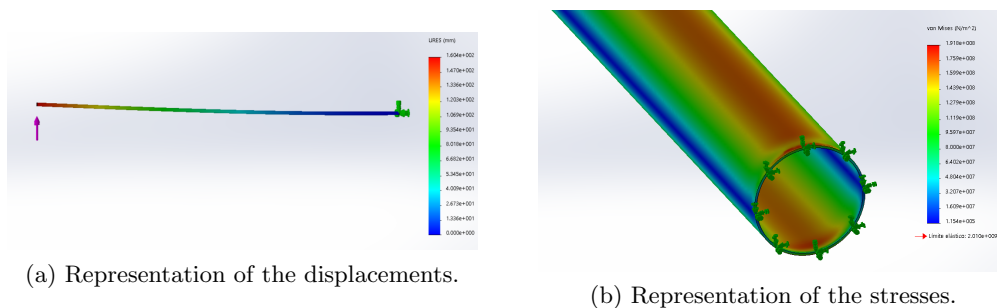 URES (mm)
1.604e+002
1.470e+002
1.336e+002
1.203e+002
1.069e+002
9.354e+001
8.018e+001
6.682e+001
5.345e+001
4.009e+001
2.673e+001
1.336e+001
0.000e+000
(a) Representation of the displacements.
von Mises (N/m^2)
1.918e+008
1.759e+008
1.599e+008
1.439e+008
1.279e+008
1.119e+008
9.597e+007
8.000e+007
6.402e+007
4.804e+007
3.207e+007
1.609e+007
1.154e+005
Límite elástico: 2.010e+009
(b) Representation of the stresses.